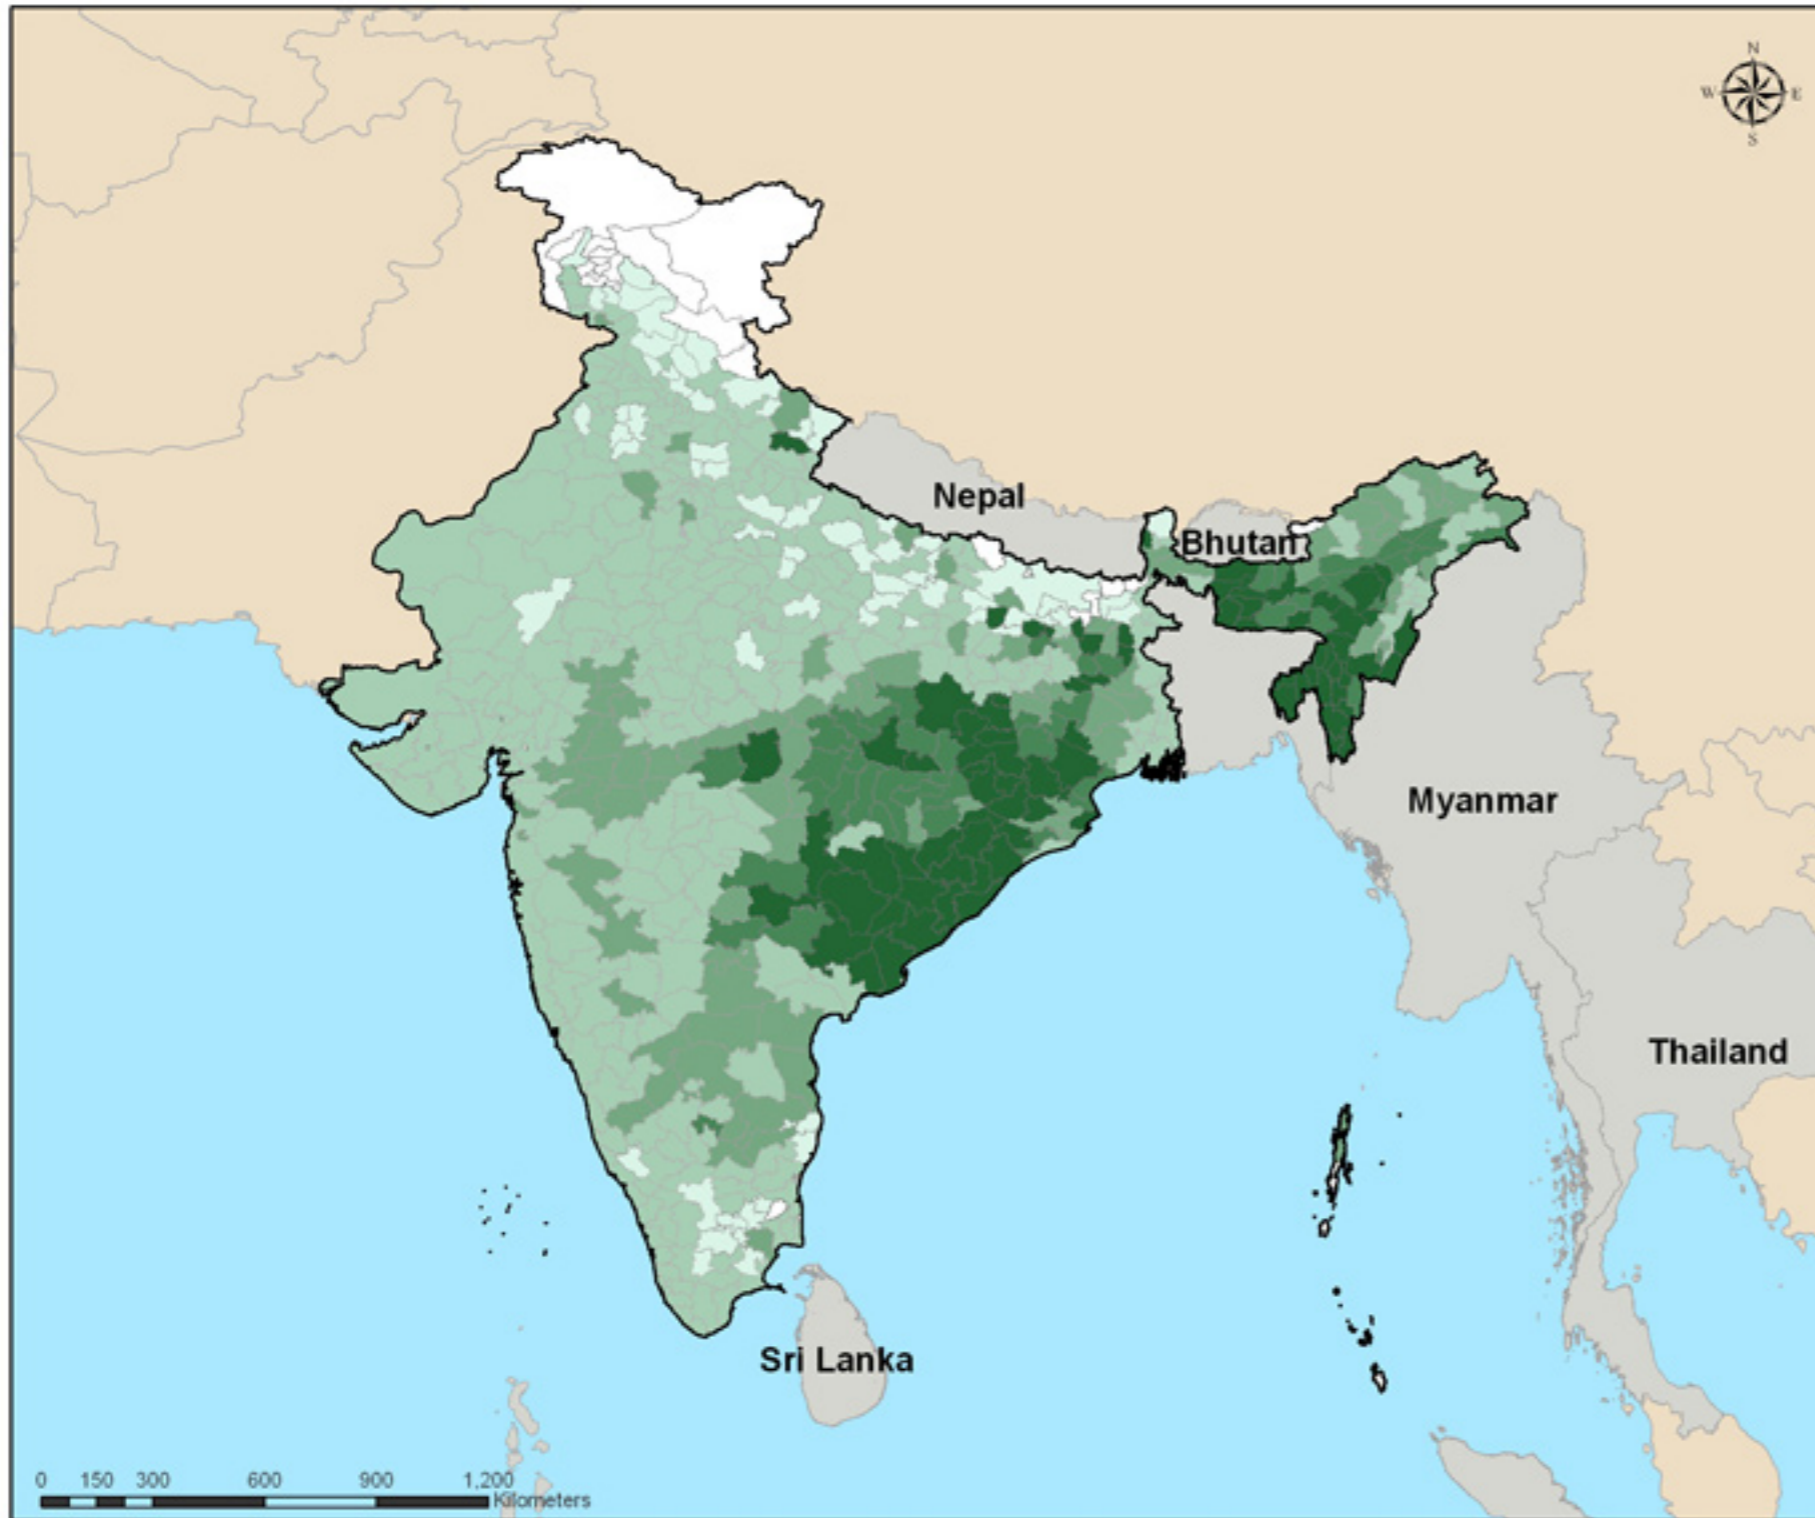 N
W E
S
Nepal
Bhutan
Myanmar
Thailand
Sri Lanka
0 150 300 600 900 1,200
Kilometers